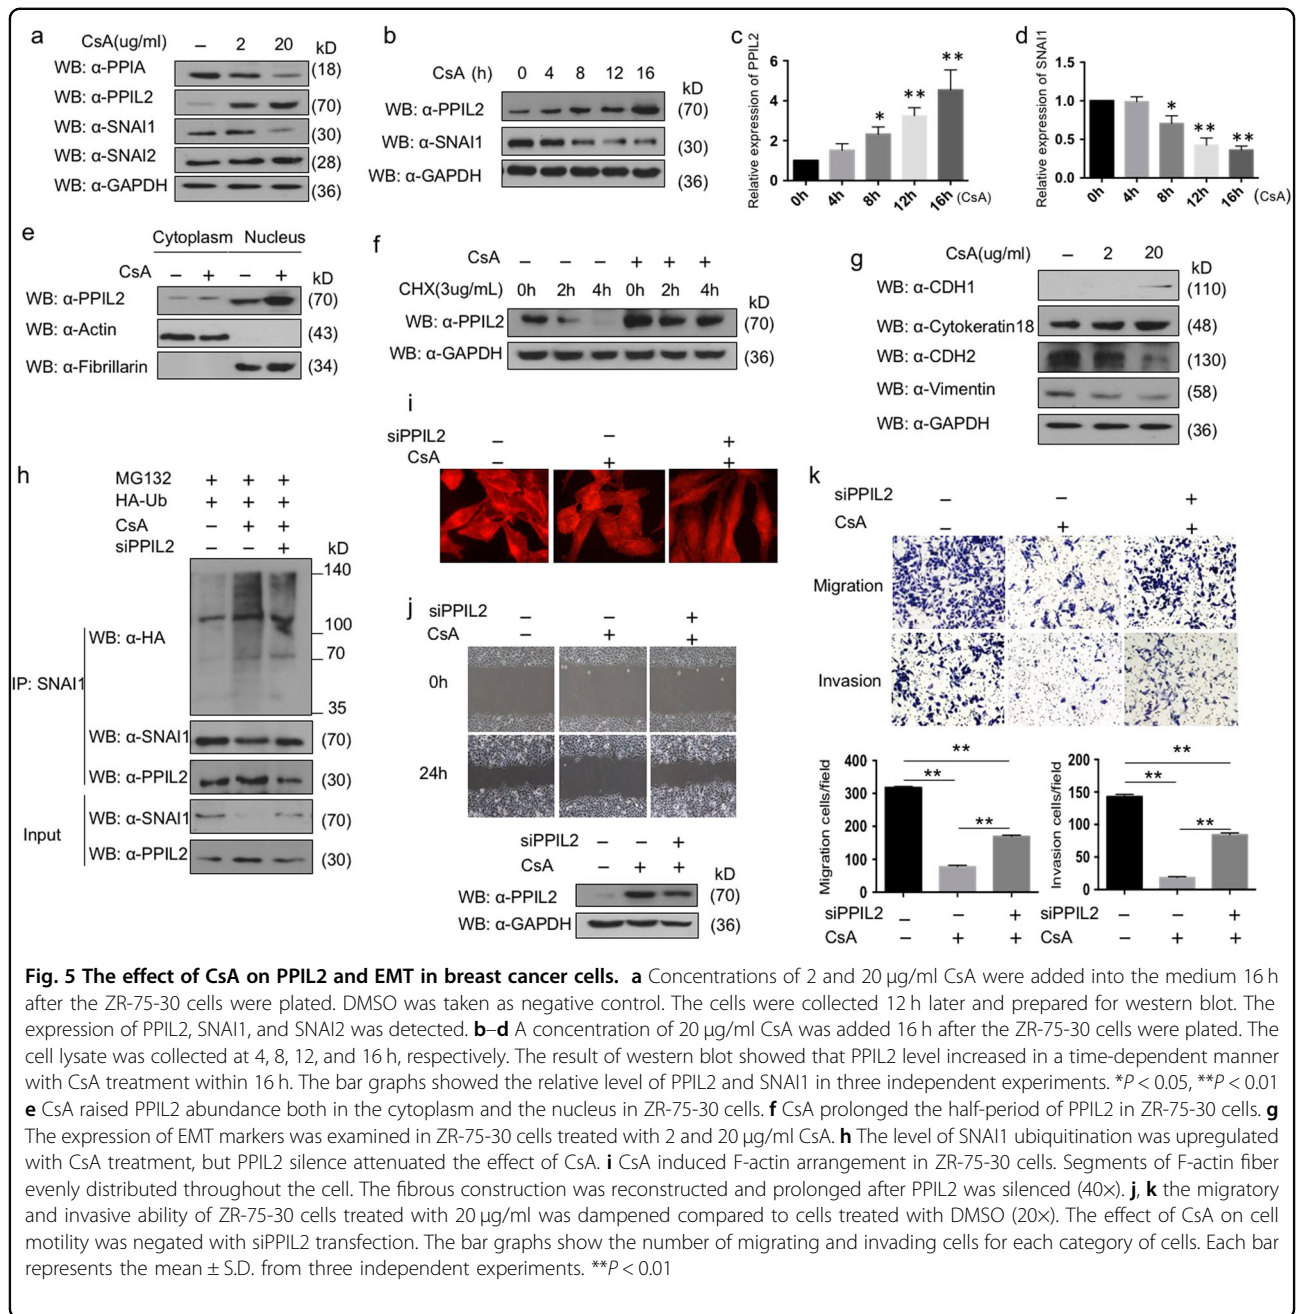 a
CsA(ug/ml) – 2 20 kD
WB: α-PPIA (18)
WB: α-PPIL2 (70)
WB: α-SNAI1 (30)
WB: α-SNAI2 (28)
WB: α-GAPDH (36)
b
CsA (h) 0 4 8 12 16
kD
WB: α-PPIL2 (70)
WB: α-SNAI1 (30)
WB: α-GAPDH (36)
c
Relative expression of PPIL2
6
4
2
0
* ** **
0h 4h 8h 12h 16h (CsA)
d
Relative expression of SNAI1
1.5
1.0
0.5
0.0
* ** **
0h 4h 8h 12h 16h (CsA)
e
Cytoplasm Nucleus
CsA – + – + kD
WB: α-PPIL2 (70)
WB: α-Actin (43)
WB: α-Fibrillarin (34)
f
CsA – – – + + +
CHX(3ug/mL) 0h 2h 4h 0h 2h 4h kD
WB: α-PPIL2 (70)
WB: α-GAPDH (36)
g
CsA(ug/ml) – 2 20
kD
WB: α-CDH1 (110)
WB: α-Cytokeratin18 (48)
WB: α-CDH2 (130)
WB: α-Vimentin (58)
WB: α-GAPDH (36)
h
MG132 + + +
HA-Ub + + +
CsA – + +
siPPIL2 – – + kD
140
100
70
35
IP: SNAI1
WB: α-HA
WB: α-SNAI1 (70)
WB: α-PPIL2 (30)
Input
WB: α-SNAI1 (70)
WB: α-PPIL2 (30)
i
siPPIL2 – – +
CsA – + +
j
siPPIL2 – – +
CsA – + +
0h
24h
siPPIL2 – – +
CsA – + +
kD
WB: α-PPIL2 (70)
WB: α-GAPDH (36)
k
siPPIL2 – – +
CsA – + +
Migration
Invasion
Migration cells/field
400
300
200
100
0
**
**
**
siPPIL2 – – +
CsA – + +
Invasion cells/field
200
150
100
50
0
**
**
**
siPPIL2 – – +
CsA – + +
Fig. 5 The effect of CsA on PPIL2 and EMT in breast cancer cells. a Concentrations of 2 and 20 μg/ml CsA were added into the medium 16 h
after the ZR-75-30 cells were plated. DMSO was taken as negative control. The cells were collected 12 h later and prepared for western blot. The
expression of PPIL2, SNAI1, and SNAI2 was detected. b–d A concentration of 20 μg/ml CsA was added 16 h after the ZR-75-30 cells were plated. The
cell lysate was collected at 4, 8, 12, and 16 h, respectively. The result of western blot showed that PPIL2 level increased in a time-dependent manner
with CsA treatment within 16 h. The bar graphs showed the relative level of PPIL2 and SNAI1 in three independent experiments. *P < 0.05, **P < 0.01
e CsA raised PPIL2 abundance both in the cytoplasm and the nucleus in ZR-75-30 cells. f CsA prolonged the half-period of PPIL2 in ZR-75-30 cells. g
The expression of EMT markers was examined in ZR-75-30 cells treated with 2 and 20 μg/ml CsA. h The level of SNAI1 ubiquitination was upregulated
with CsA treatment, but PPIL2 silence attenuated the effect of CsA. i CsA induced F-actin arrangement in ZR-75-30 cells. Segments of F-actin fiber
evenly distributed throughout the cell. The fibrous construction was reconstructed and prolonged after PPIL2 was silenced (40×). j, k the migratory
and invasive ability of ZR-75-30 cells treated with 20 μg/ml was dampened compared to cells treated with DMSO (20×). The effect of CsA on cell
motility was negated with siPPIL2 transfection. The bar graphs show the number of migrating and invading cells for each category of cells. Each bar
represents the mean ± S.D. from three independent experiments. **P < 0.01